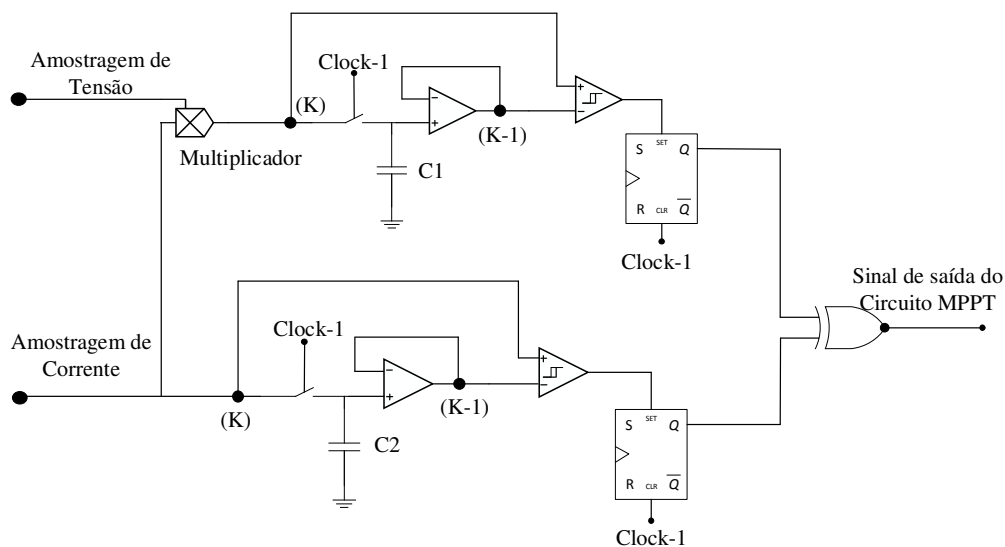 Amostragem de
Tensão
Clock-1
(K)
Multiplicador
-
+
C1
(K-1)
+
-
S SET Q
R CLR Q
Clock-1
Sinal de saída do
Circuito MPPT
Amostragem de
Corrente
Clock-1
(K)
-
+
C2
(K-1)
+
-
S SET Q
R CLR Q
Clock-1